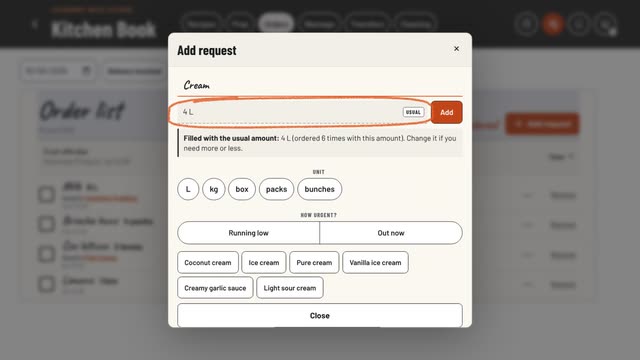 Kitchen Book
Add request
×
Cream
4 L
USUAL
Add
Filled with the usual amount: 4 L (ordered 6 times with this amount). Change it if you
need more or less.
UNIT
L
kg
box
packs
bunches
HOW URGENT?
Running low
Out now
Coconut cream
Ice cream
Pure cream
Vanilla ice cream
Creamy garlic sauce
Light sour cream
Close
Order list